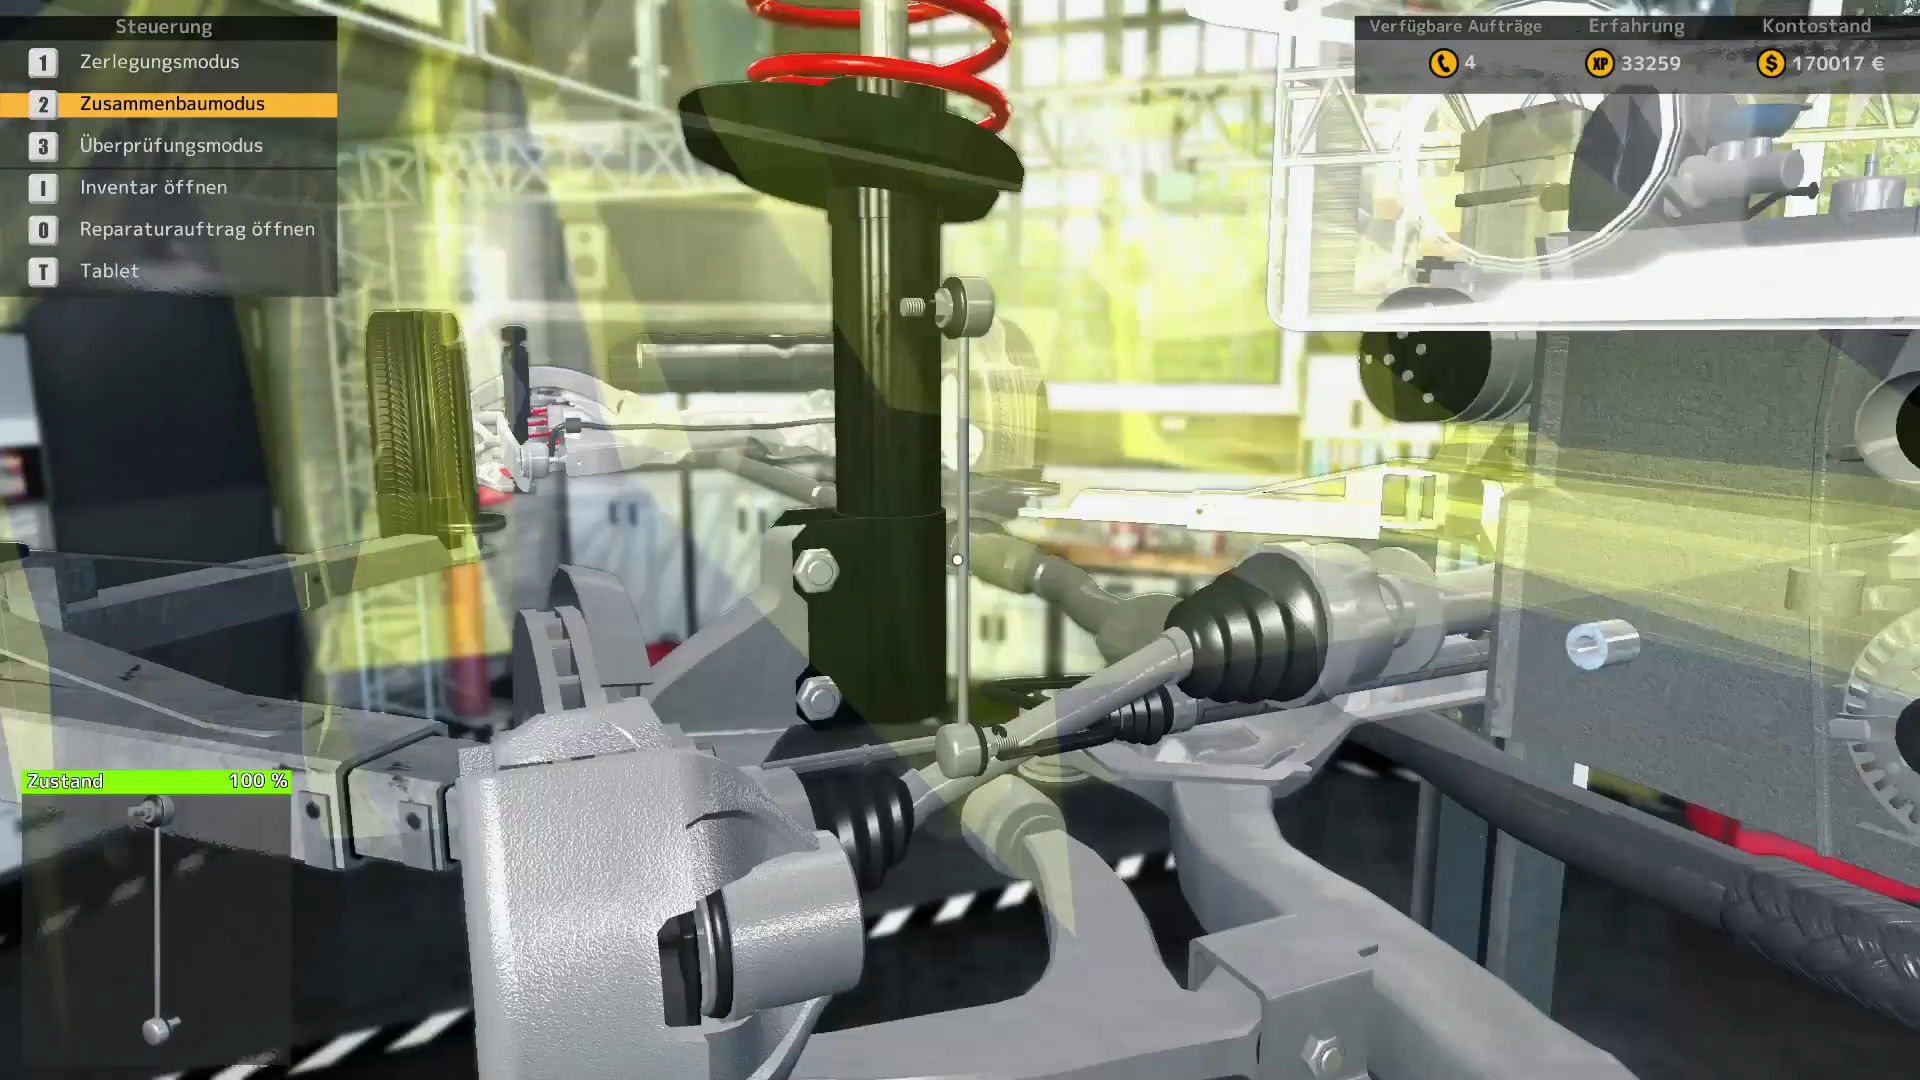 Steuerung
1 Zerlegungsmodus
2 Zusammenbaumodus
3 Überprüfungsmodus
I Inventar öffnen
O Reparaturauftrag öffnen
T Tablet
Verfügbare Aufträge Erfahrung Kontostand
4 XP 33259 $ 170017 €
Zustand 100 %